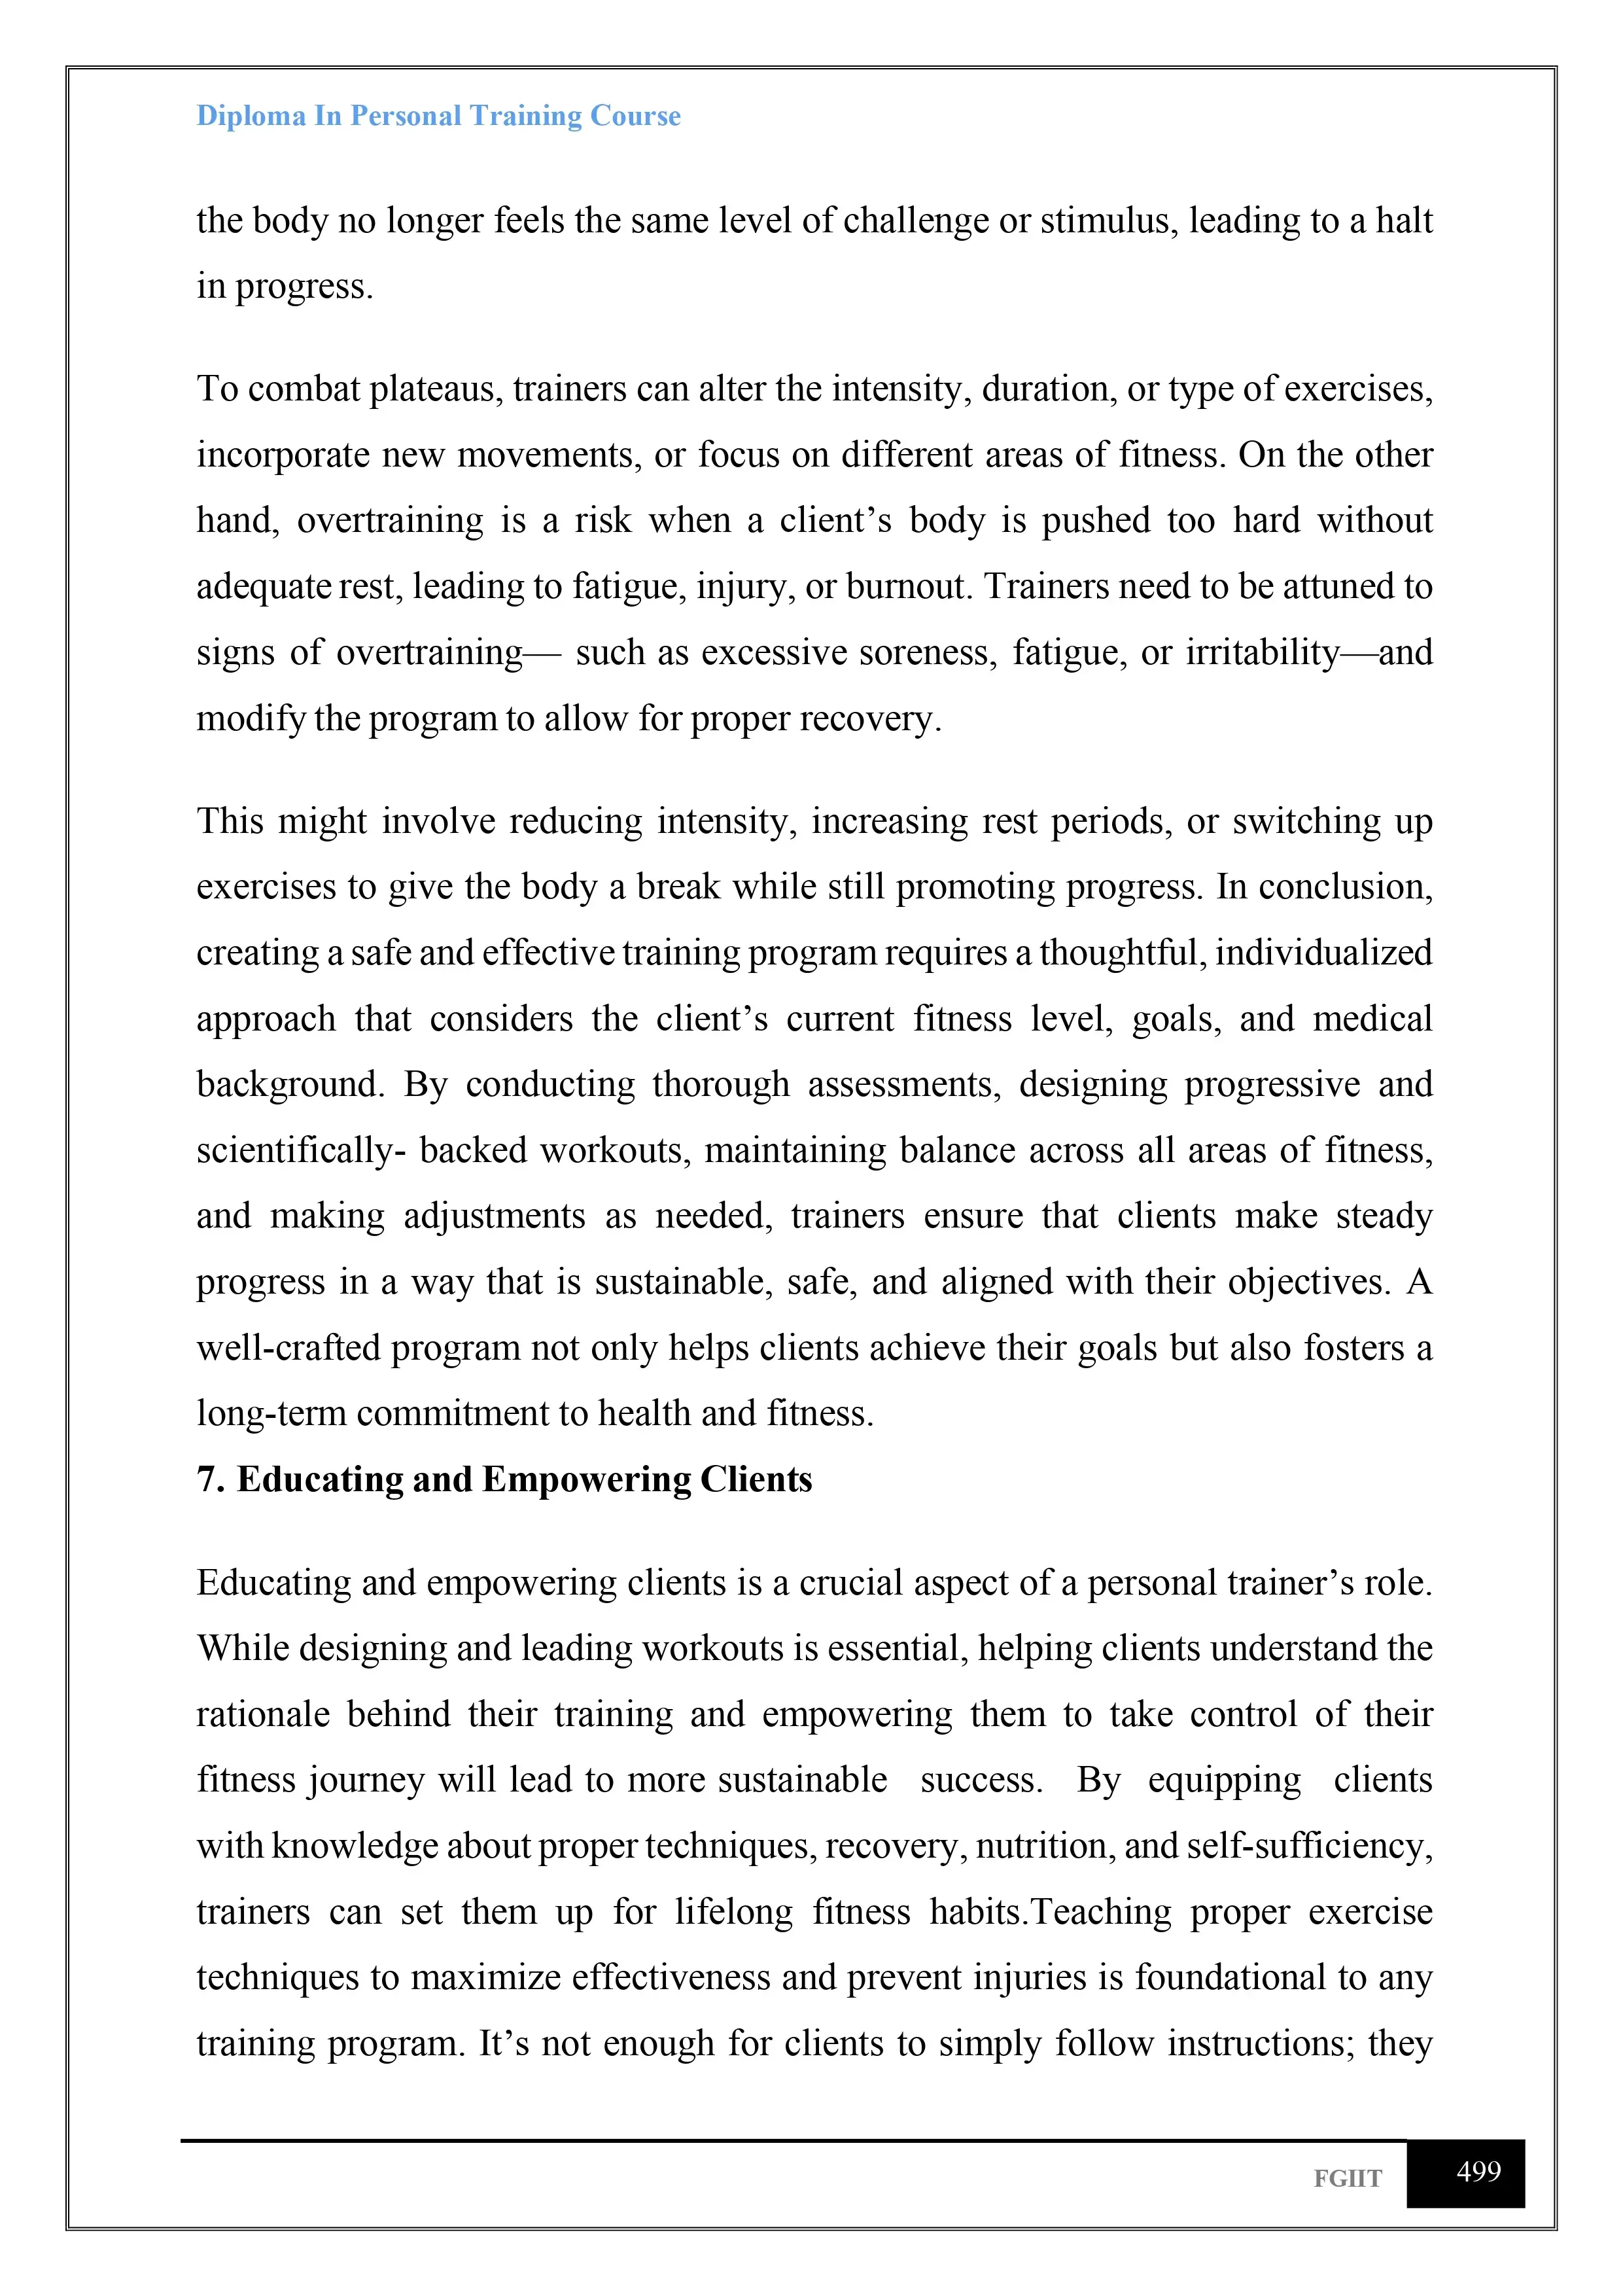 Diploma In Personal Training Course
the body no longer feels the same level of challenge or stimulus, leading to a halt
in progress.
To combat plateaus, trainers can alter the intensity, duration, or type of exercises,
incorporate new movements, or focus on different areas of fitness. On the other
hand, overtraining is a risk when a client’s body is pushed too hard without
adequate rest, leading to fatigue, injury, or burnout. Trainers need to be attuned to
signs of overtraining— such as excessive soreness, fatigue, or irritability—and
modify the program to allow for proper recovery.
This might involve reducing intensity, increasing rest periods, or switching up
exercises to give the body a break while still promoting progress. In conclusion,
creating a safe and effective training program requires a thoughtful, individualized
approach that considers the client’s current fitness level, goals, and medical
background. By conducting thorough assessments, designing progressive and
scientifically- backed workouts, maintaining balance across all areas of fitness,
and making adjustments as needed, trainers ensure that clients make steady
progress in a way that is sustainable, safe, and aligned with their objectives. A
well-crafted program not only helps clients achieve their goals but also fosters a
long-term commitment to health and fitness.
7. Educating and Empowering Clients
Educating and empowering clients is a crucial aspect of a personal trainer’s role.
While designing and leading workouts is essential, helping clients understand the
rationale behind their training and empowering them to take control of their
fitness journey will lead to more sustainable success. By equipping clients
with knowledge about proper techniques, recovery, nutrition, and self-sufficiency,
trainers can set them up for lifelong fitness habits.Teaching proper exercise
techniques to maximize effectiveness and prevent injuries is foundational to any
training program. It’s not enough for clients to simply follow instructions; they
FGIIT 499